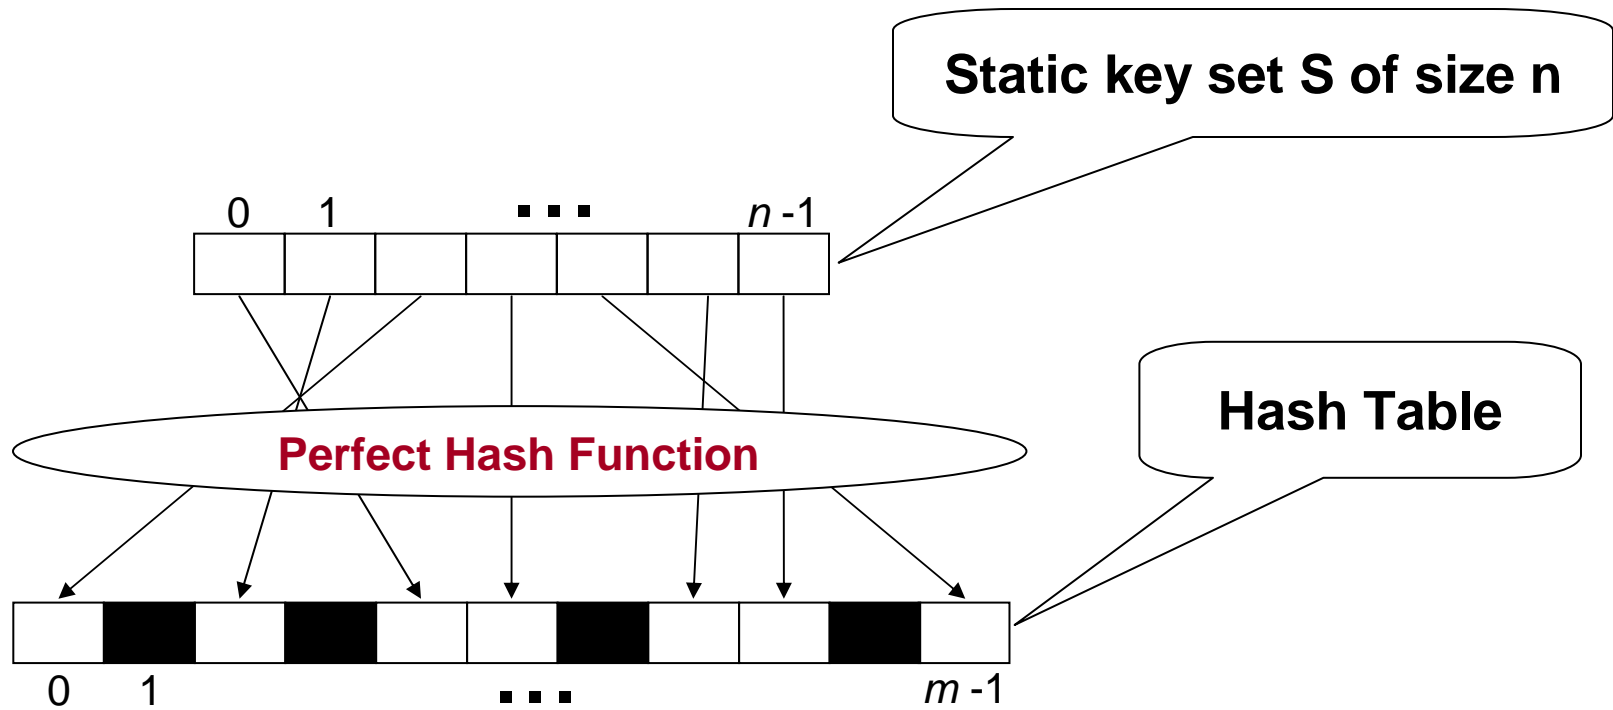 Static key set S of size n
0 1 ... n -1
Hash Table
Perfect Hash Function
0 1 ... m -1